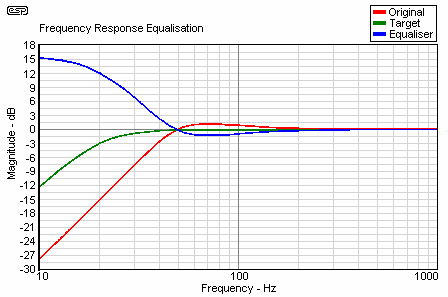 esp
Original
Target
Equaliser
Frequency Response Equalisation
18
15
12
9
6
3
0
-3
-6
-9
-12
-15
-18
-21
-24
-27
-30
Magnitude - dB
10
100
1000
Frequency - Hz